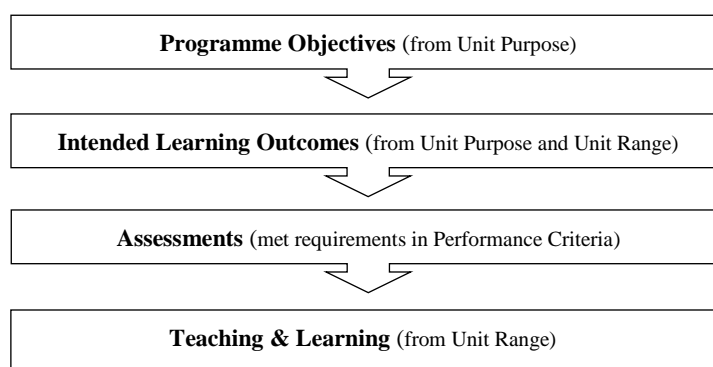 Programme Objectives (from Unit Purpose)
Intended Learning Outcomes (from Unit Purpose and Unit Range)
Assessments (met requirements in Performance Criteria)
Teaching & Learning (from Unit Range)